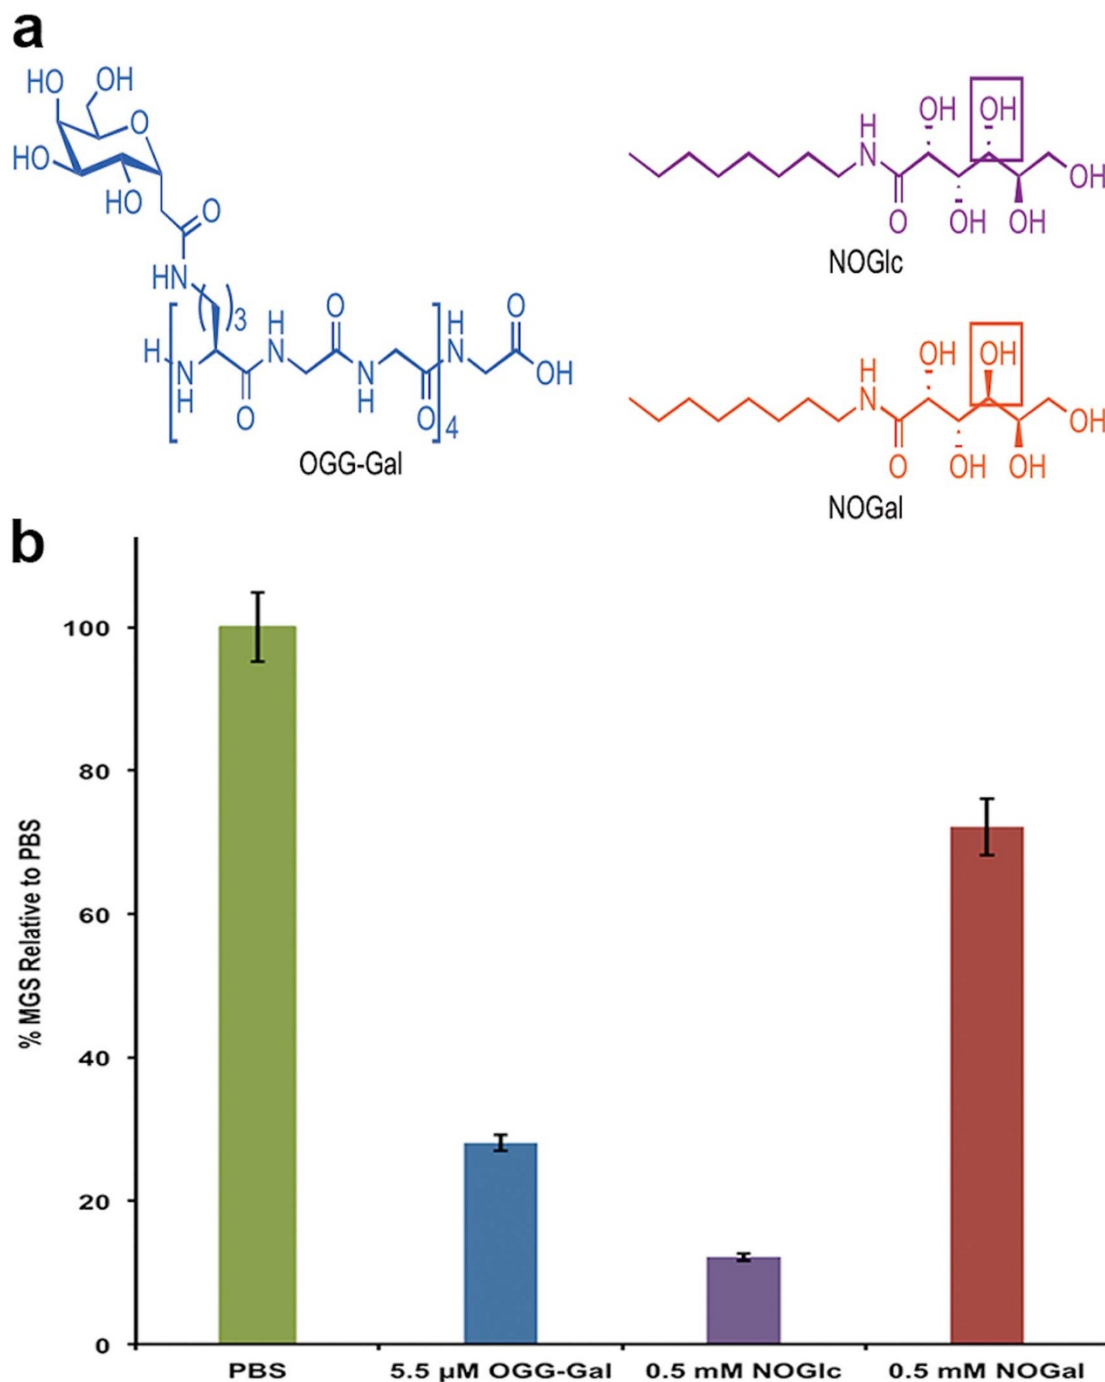 a
HO OH
O
HO
HO
O
HN
( )3
H
N
H
O
H
N
O
N
H
O
4
H
N
O
OH
OGG-Gal
H
N
O
OH
OH
OH
OH
OH
NOGlc
H
N
O
OH
OH
OH
OH
OH
NOGal
b
% MGS Relative to PBS
100
80
60
40
20
0
PBS
5.5 µM OGG-Gal
0.5 mM NOGlc
0.5 mM NOGal